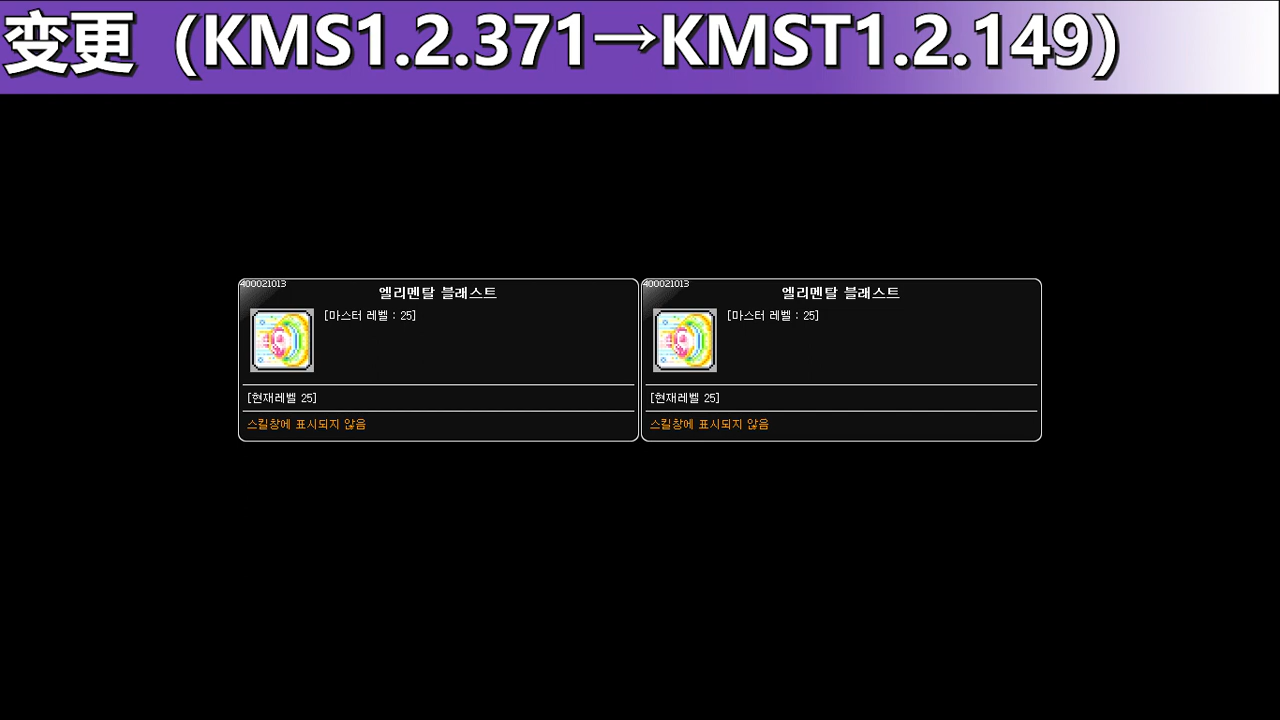 变更（KMS1.2.371→KMST1.2.149）
400021013
엘리멘탈 블래스트
[마스터 레벨 : 25]
[현재레벨 25]
스킬창에 표시되지 않음
400021013
엘리멘탈 블래스트
[마스터 레벨 : 25]
[현재레벨 25]
스킬창에 표시되지 않음